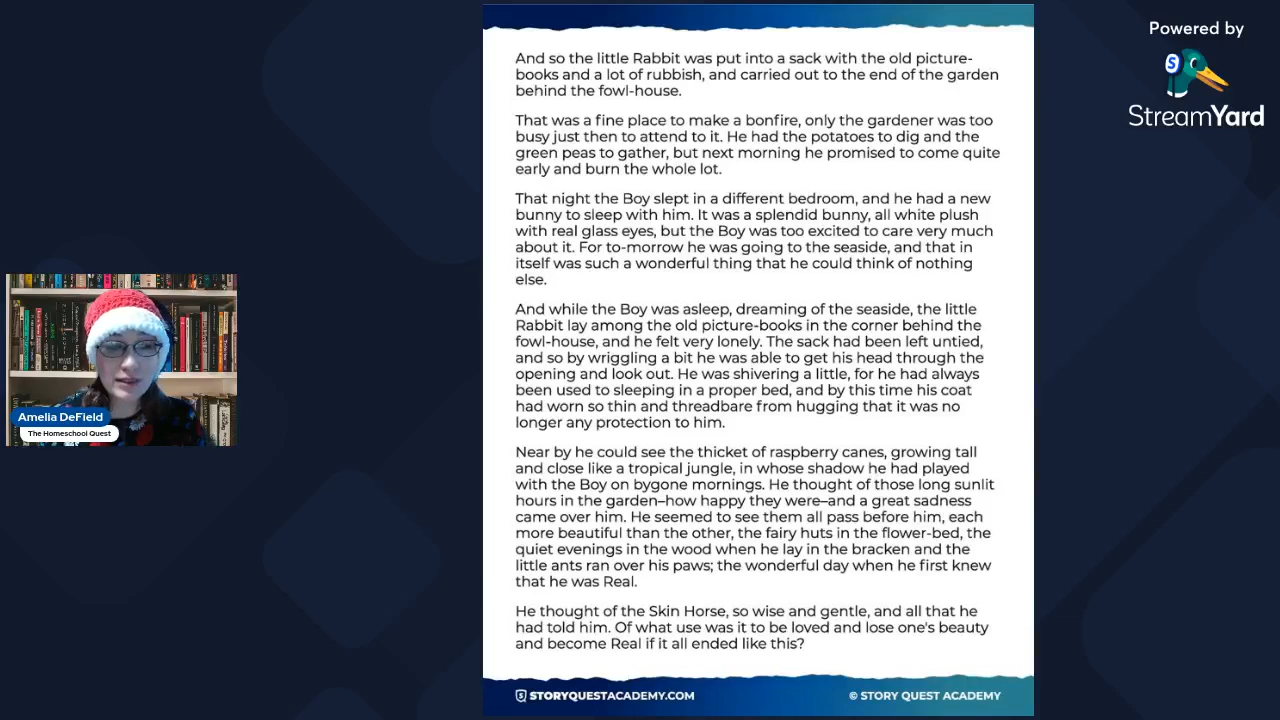 And so the little Rabbit was put into a sack with the old picture-
books and a lot of rubbish, and carried out to the end of the garden
behind the fowl-house.
That was a fine place to make a bonfire, only the gardener was too
busy just then to attend to it. He had the potatoes to dig and the
green peas to gather, but next morning he promised to come quite
early and burn the whole lot.
That night the Boy slept in a different bedroom, and he had a new
bunny to sleep with him. It was a splendid bunny, all white plush
with real glass eyes, but the Boy was too excited to care very much
about it. For to-morrow he was going to the seaside, and that in
itself was such a wonderful thing that he could think of nothing
else.
And while the Boy was asleep, dreaming of the seaside, the little
Rabbit lay among the old picture-books in the corner behind the
fowl-house, and he felt very lonely. The sack had been left untied,
and so by wriggling a bit he was able to get his head through the
opening and look out. He was shivering a little, for he had always
been used to sleeping in a proper bed, and by this time his coat
had worn so thin and threadbare from hugging that it was no
longer any protection to him.
Near by he could see the thicket of raspberry canes, growing tall
and close like a tropical jungle, in whose shadow he had played
with the Boy on bygone mornings. He thought of those long sunlit
hours in the garden–how happy they were–and a great sadness
came over him. He seemed to see them all pass before him, each
more beautiful than the other, the fairy huts in the flower-bed, the
quiet evenings in the wood when he lay in the bracken and the
little ants ran over his paws; the wonderful day when he first knew
that he was Real.
He thought of the Skin Horse, so wise and gentle, and all that he
had told him. Of what use was it to be loved and lose one's beauty
and become Real if it all ended like this?
STORYQUESTACADEMY.COM
© STORY QUEST ACADEMY
Amelia DeField
The Homeschool Quest
Powered by
S
StreamYard